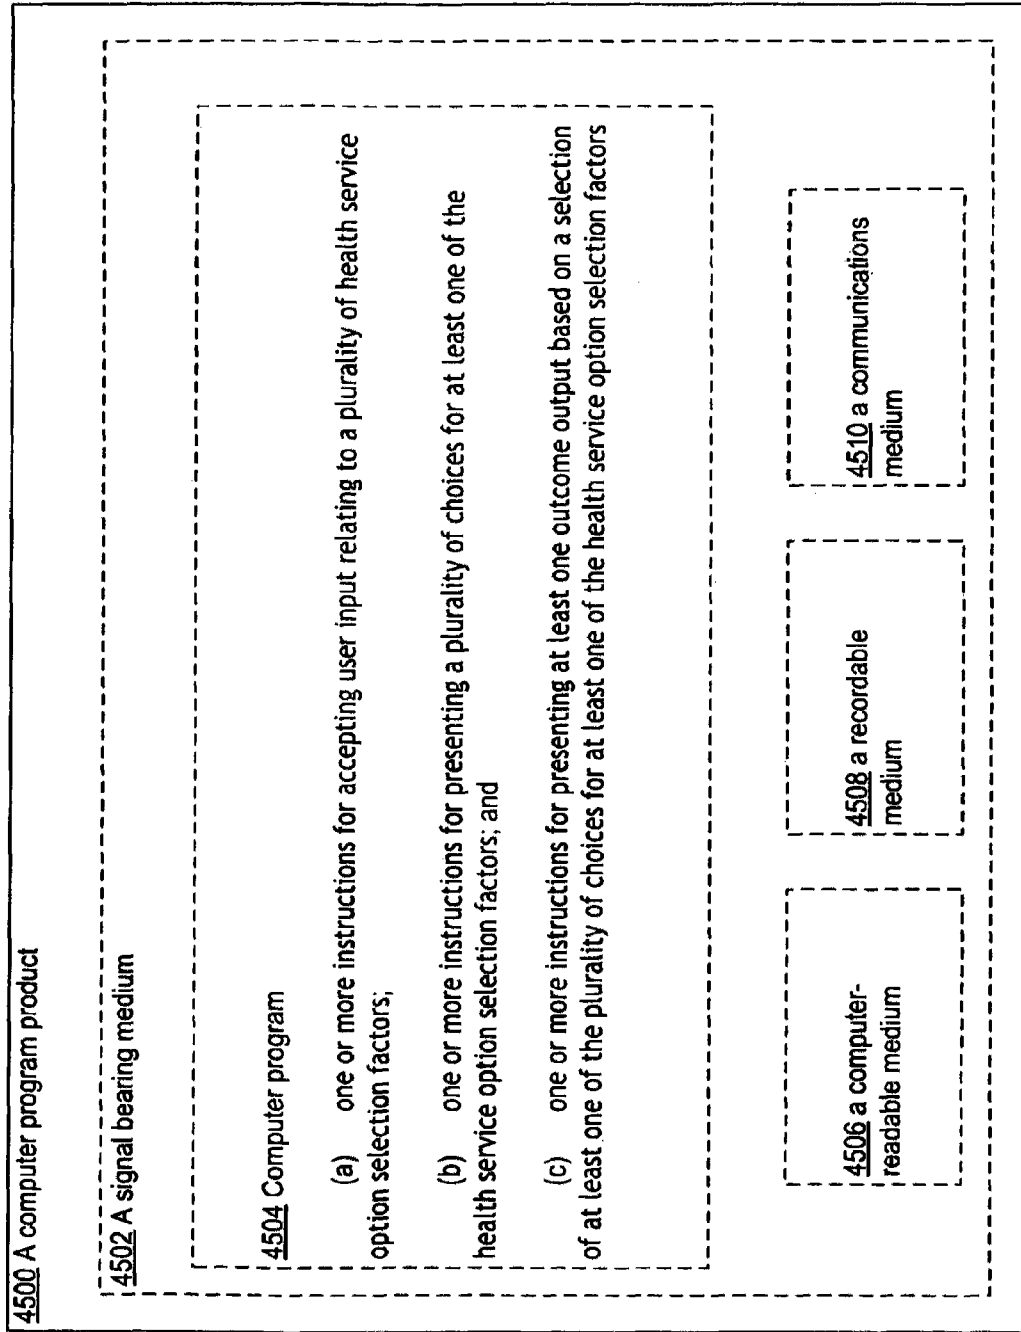 4500 A computer program product
4502 A signal bearing medium
4504 Computer program
(a) one or more instructions for accepting user input relating to a plurality of health service
option selection factors;
(b) one or more instructions for presenting a plurality of choices for at least one of the
health service option selection factors; and
(c) one or more instructions for presenting at least one outcome output based on a selection
of at least one of the plurality of choices for at least one of the health service option selection factors
4506 a computer-
readable medium
4508 a recordable
medium
4510 a communications
medium